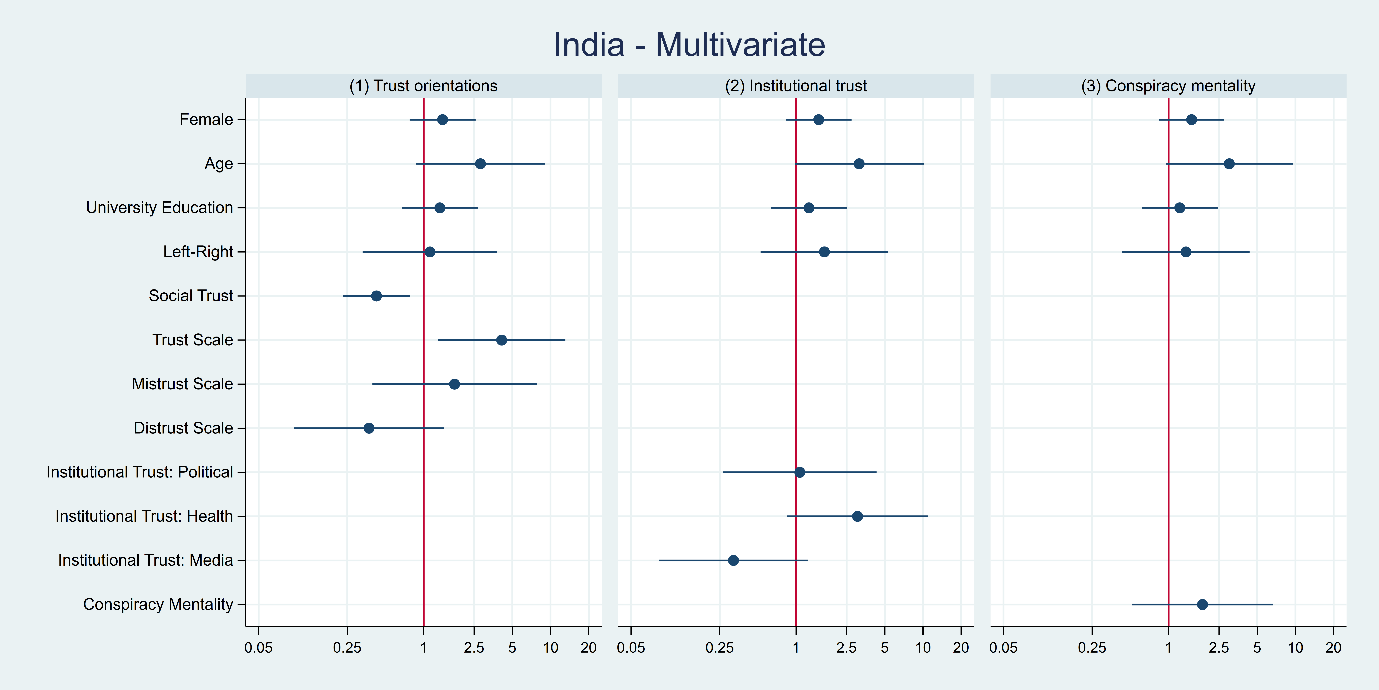 India - Multivariate
(1) Trust orientations
(2) Institutional trust
(3) Conspiracy mentality
Female
Age
University Education
Left-Right
Social Trust
Trust Scale
Mistrust Scale
Distrust Scale
Institutional Trust: Political
Institutional Trust: Health
Institutional Trust: Media
Conspiracy Mentality
0.05 0.25 1 2.5 5 10 20
0.05 0.25 1 2.5 5 10 20
0.05 0.25 1 2.5 5 10 20